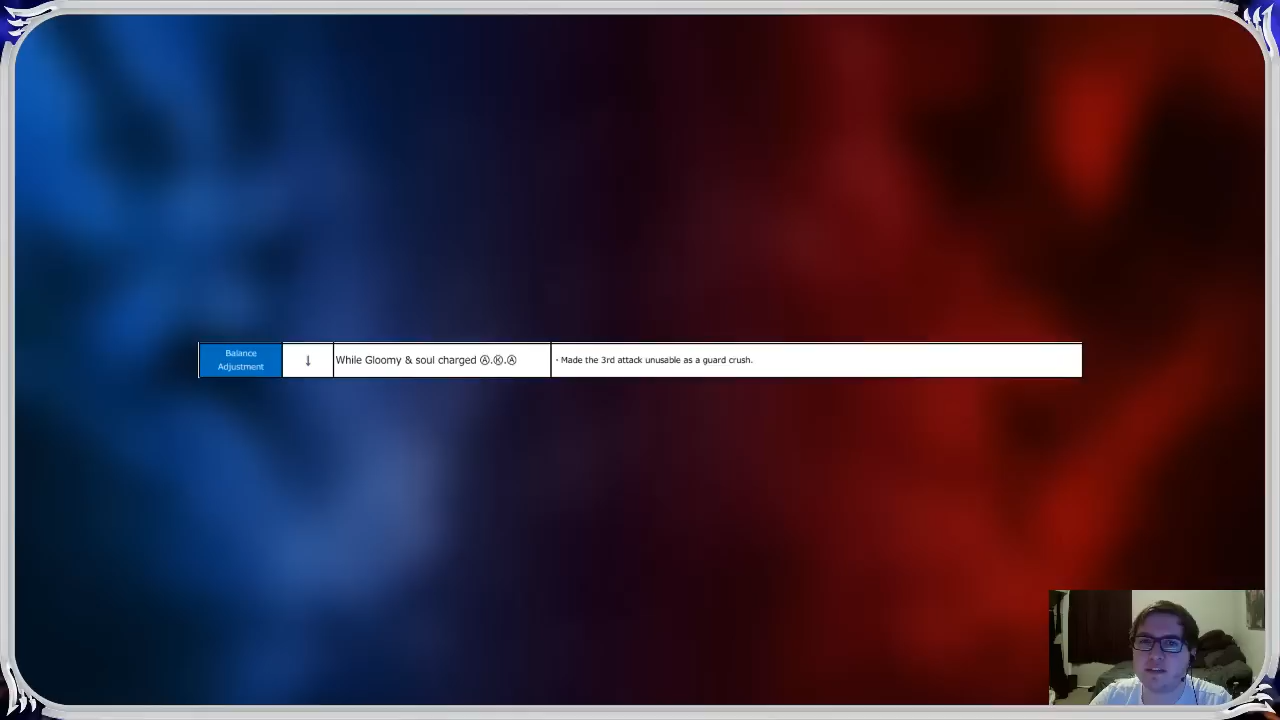 Balance
Adjustment
↓
While Gloomy & soul charged Ⓐ.Ⓚ.Ⓐ
・Made the 3rd attack unusable as a guard crush.